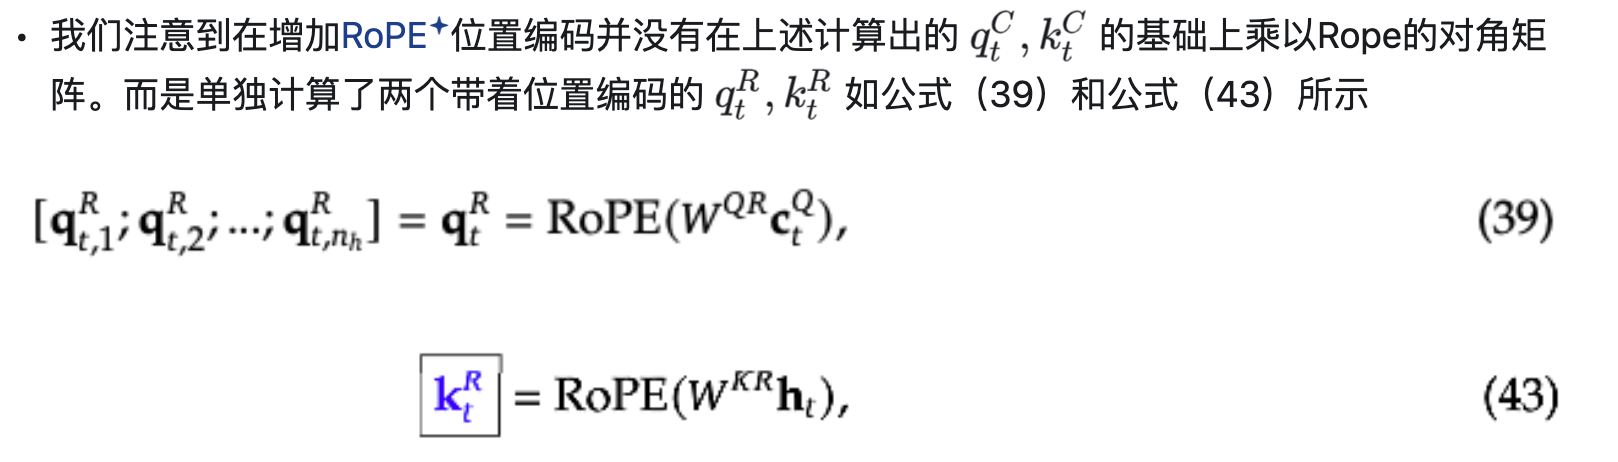 • 我们注意到在增加RoPE✦位置编码并没有在上述计算出的 $q_t^C, k_t^C$ 的基础上乘以Rope的对角矩
阵。而是单独计算了两个带着位置编码的 $q_t^R, k_t^R$ 如公式（39）和公式（43）所示
$[\mathbf{q}_{t,1}^R; \mathbf{q}_{t,2}^R; ...; \mathbf{q}_{t,n_h}^R] = \mathbf{q}_t^R = \text{RoPE}(W^{QR}\mathbf{c}_t^Q),$ (39)
$\mathbf{k}_t^R = \text{RoPE}(W^{KR}\mathbf{h}_t),$ (43)